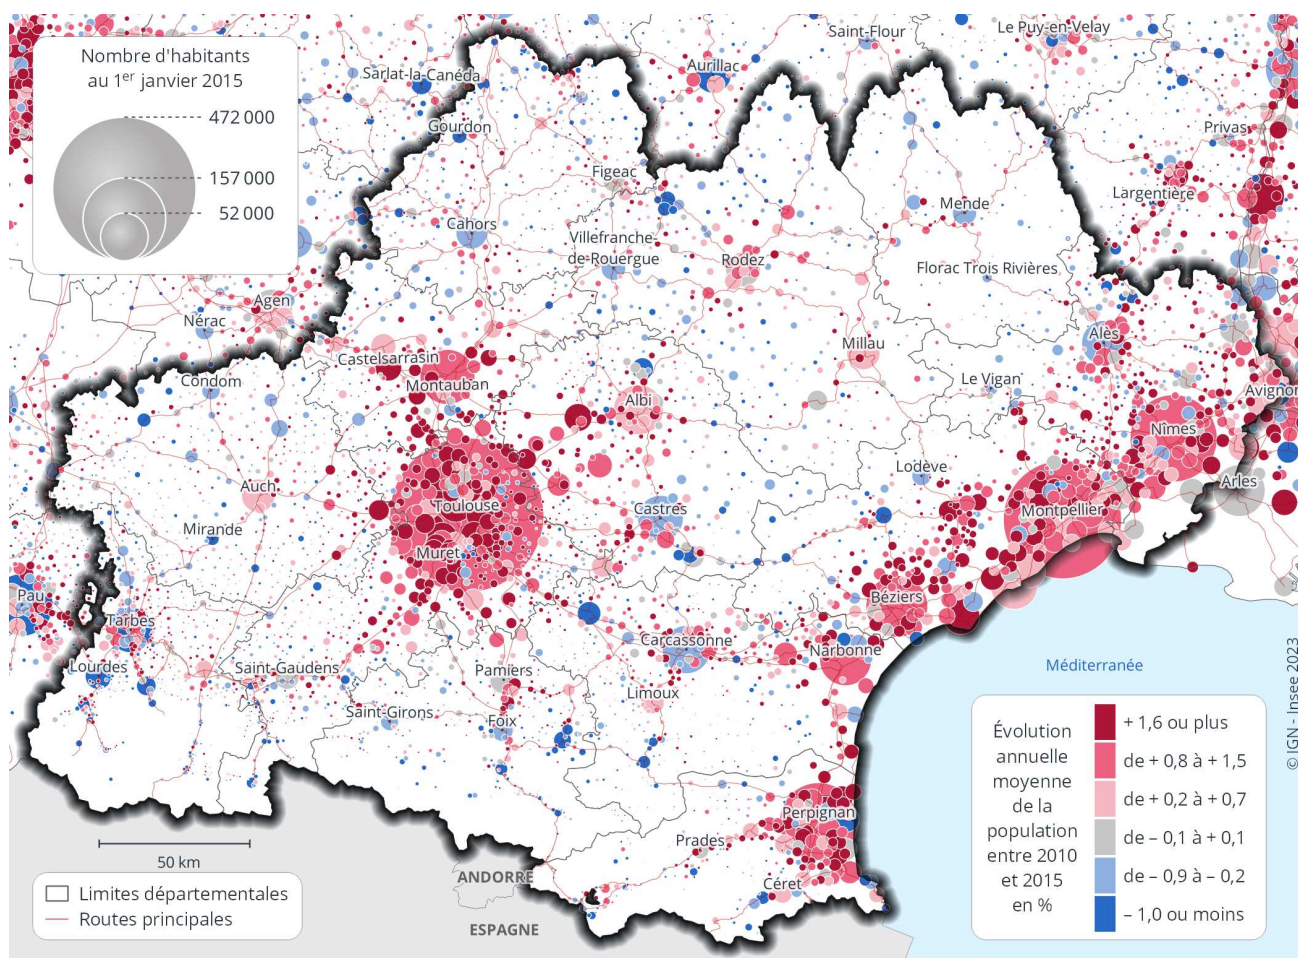 Nombre d'habitants
au 1er janvier 2015
472 000
157 000
52 000
Saint-Flour
Le Puy-en-Velay
Aurillac
Sarlat-la-Canéda
Gourdon
Privas
Figeac
Largentière
Mende
Cahors
Villefranche-
de-Rouergue
Rodez
Florac Trois Rivières
Agen
Nérac
Alès
Castelsarrasin
Millau
Condom
Montauban
Le Vigan
Avignon
Albi
Nîmes
Lodève
Auch
Arles
Toulouse
Castres
Montpellier
Mirande
Muret
Pau
Béziers
Tarbes
Carcassonne
Narbonne
Lourdes
Saint-Gaudens
Pamiers
Méditerranée
Limoux
Saint-Girons
Foix
Perpignan
Prades
Céret
ANDORRE
ESPAGNE
50 km
Limites départementales
Routes principales
Évolution
annuelle
moyenne
de la
population
entre 2010
et 2015
en %
+ 1,6 ou plus
de + 0,8 à + 1,5
de + 0,2 à + 0,7
de – 0,1 à + 0,1
de – 0,9 à – 0,2
– 1,0 ou moins
© IGN - Insee 2023